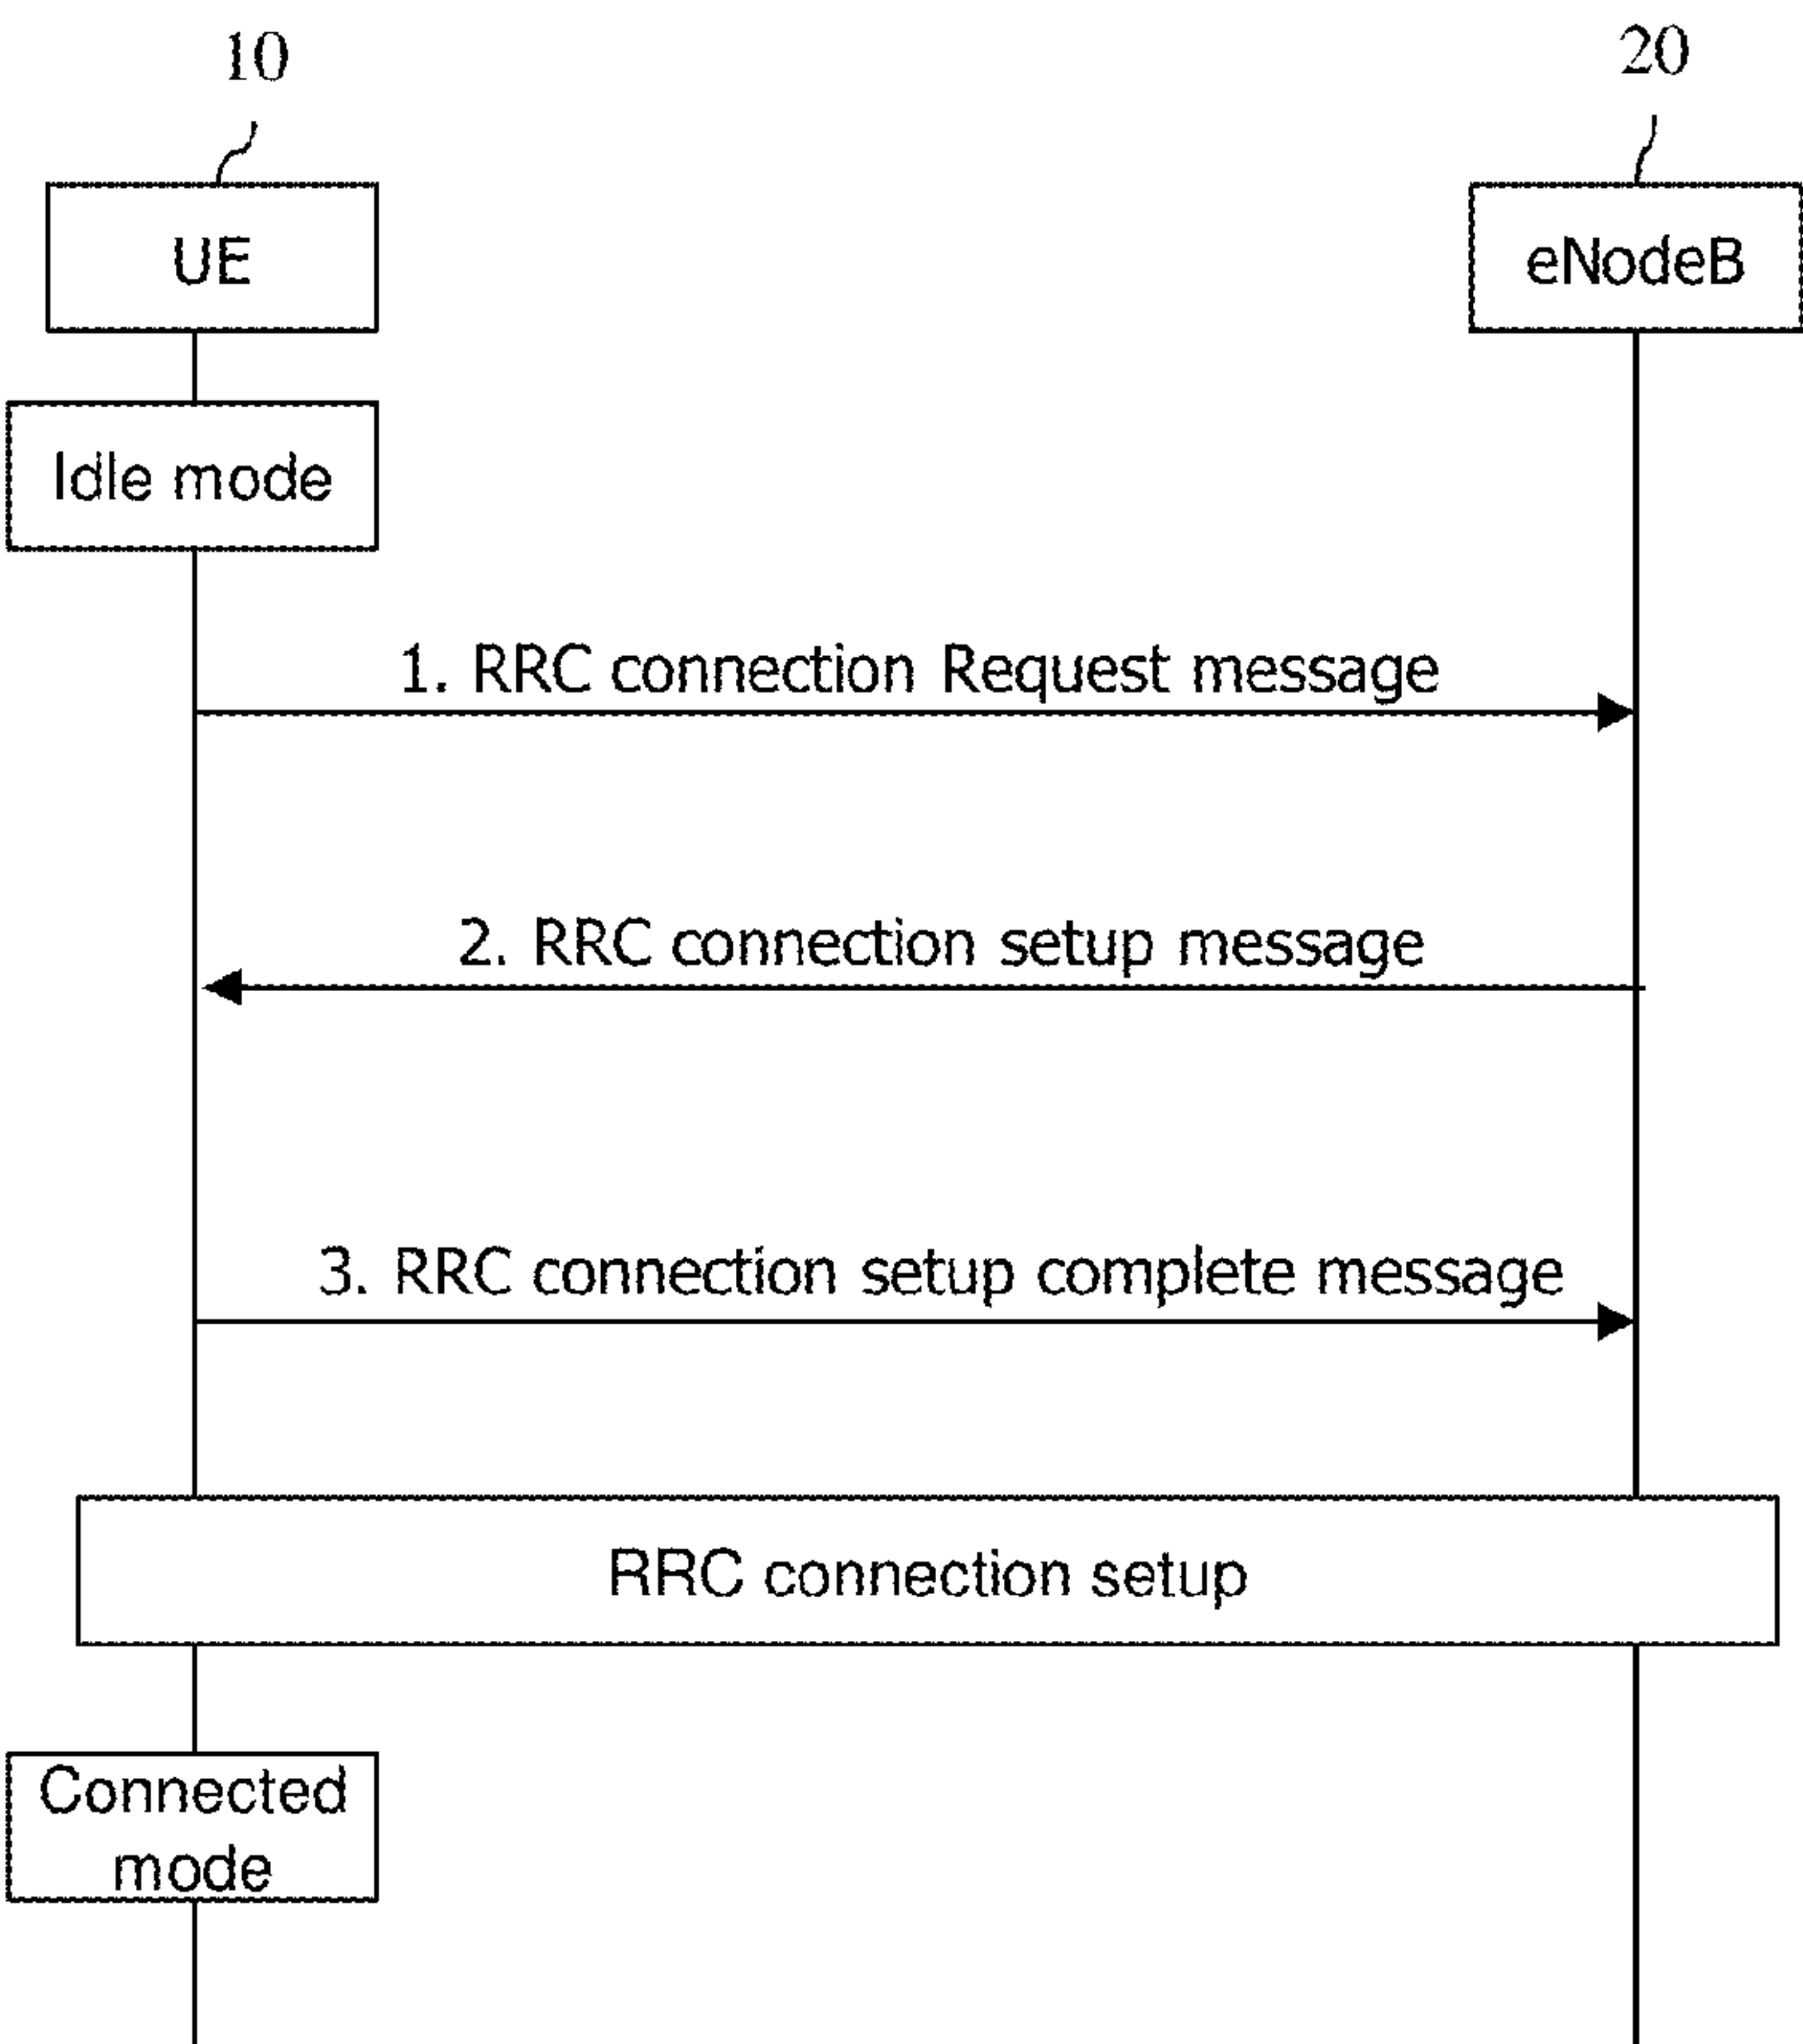 10
20
UE
eNodeB
Idle mode
1. RRC connection Request message
2. RRC connection setup message
3. RRC connection setup complete message
RRC connection setup
Connected
mode